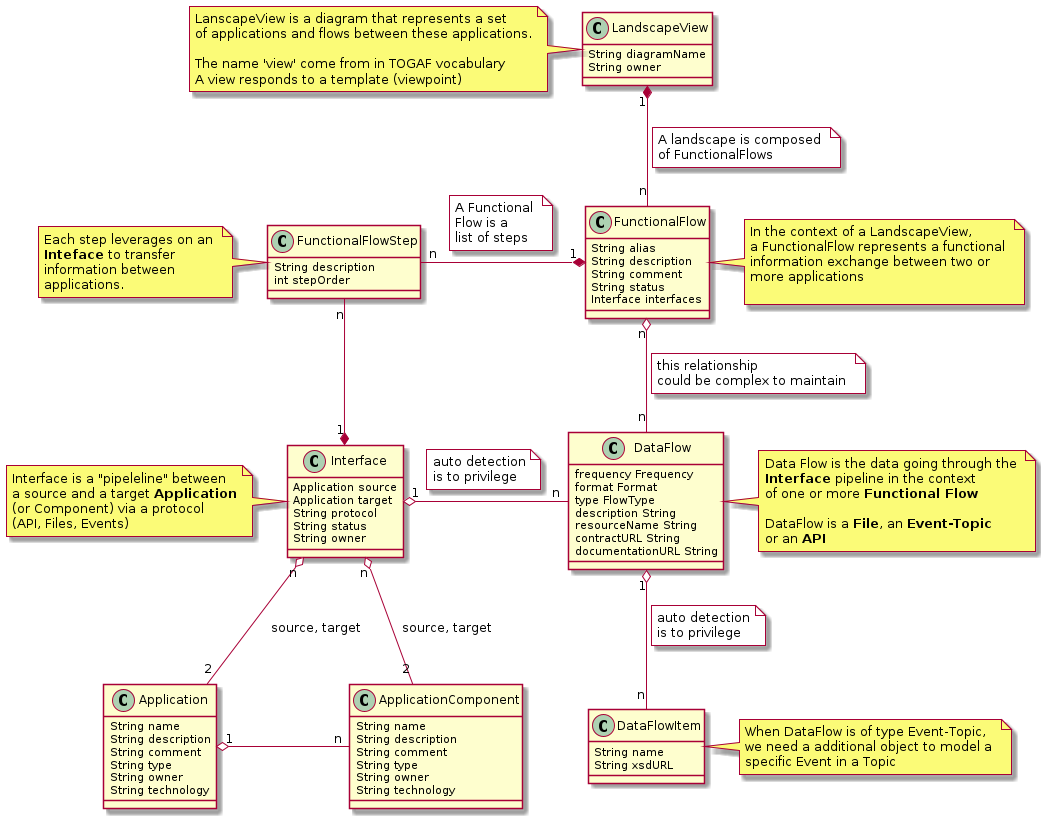 LanscapeView is a diagram that represents a set
of applications and flows between these applications.
The name 'view' come from in TOGAF vocabulary
A view responds to a template (viewpoint)
C LandscapeView
String diagramName
String owner
1
A landscape is composed
of FunctionalFlows
n
Each step leverages on an
Inteface to transfer
information between
applications.
C FunctionalFlowStep
String description
int stepOrder
n
A Functional
Flow is a
list of steps
1
C FunctionalFlow
String alias
String description
String comment
String status
Interface interfaces
In the context of a LandscapeView,
a FunctionalFlow represents a functional
information exchange between two or
more applications
n
n
this relationship
could be complex to maintain
1
n
Interface is a "pipeleline" between
a source and a target Application
(or Component) via a protocol
(API, Files, Events)
C Interface
Application source
Application target
String protocol
String status
String owner
auto detection
is to privilege
1
n
C DataFlow
frequency Frequency
format Format
type FlowType
description String
resourceName String
contractURL String
documentationURL String
Data Flow is the data going through the
Interface pipeline in the context
of one or more Functional Flow
DataFlow is a File, an Event-Topic
or an API
n
n
1
source, target
source, target
auto detection
is to privilege
2
2
n
C Application
String name
String description
String comment
String type
String owner
String technology
1
n
C ApplicationComponent
String name
String description
String comment
String type
String owner
String technology
C DataFlowItem
String name
String xsdURL
When DataFlow is of type Event-Topic,
we need a additional object to model a
specific Event in a Topic